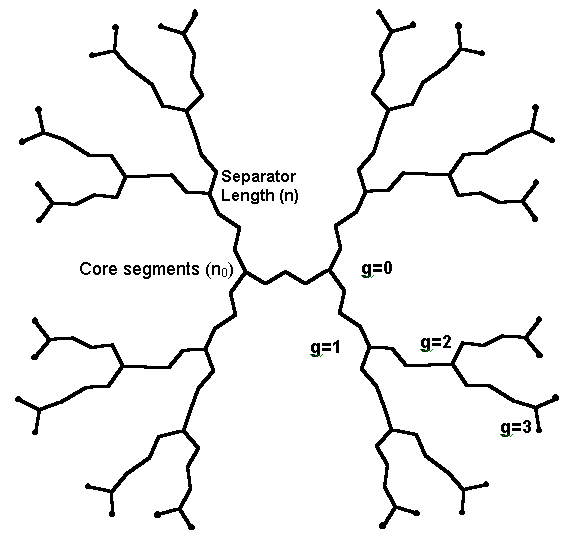 Separator
Length (n)
Core segments (n₀)
g=0
g=1
g=2
g=3